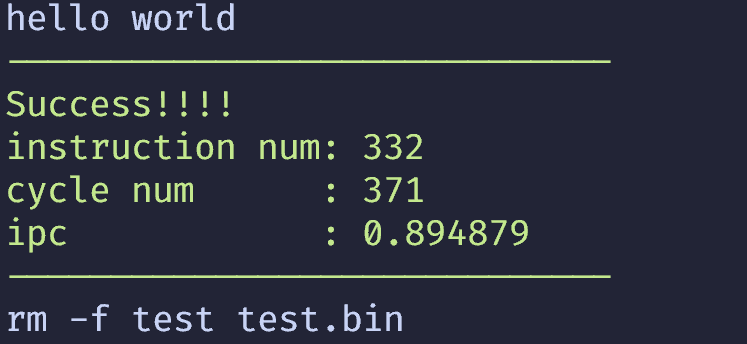 hello world
-----------------------------
Success!!!!
instruction num: 332
cycle num      : 371
ipc            : 0.894879
-----------------------------
rm -f test test.bin